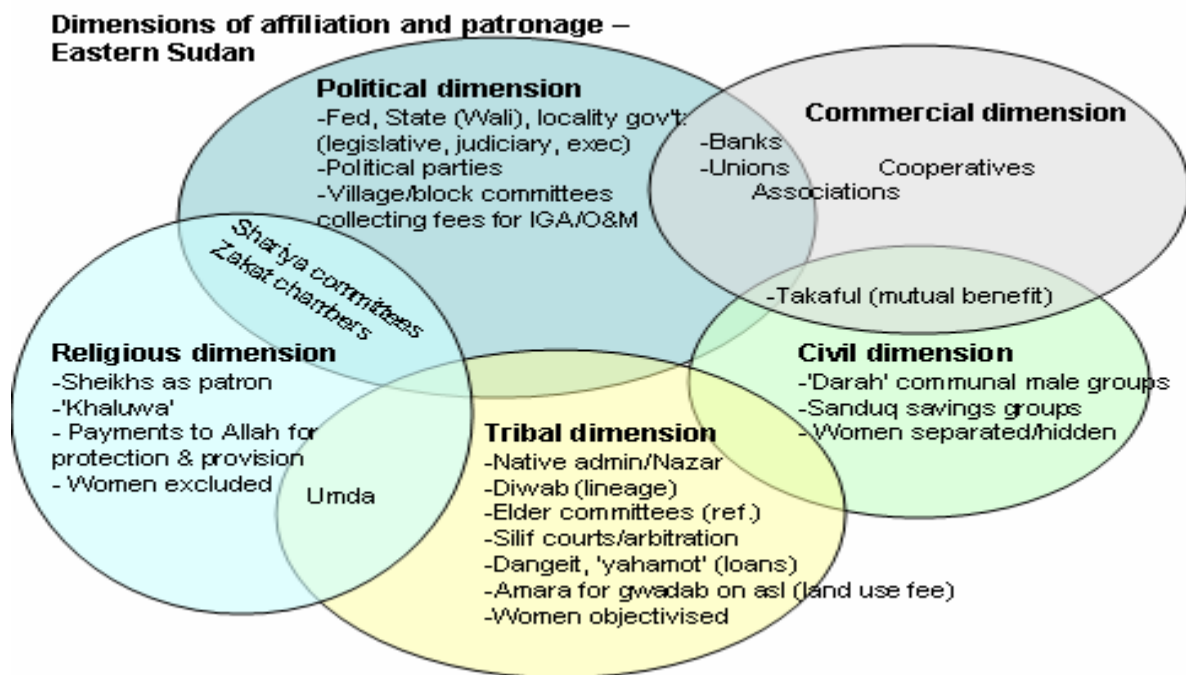 Dimensions of affiliation and patronage –
Eastern Sudan
Political dimension
-Fed, State (Wali), locality gov't:
(legislative, judiciary, exec)
-Political parties
-Village/block committees
collecting fees for IGA/O&M
Commercial dimension
-Banks
-Unions Cooperatives
Associations
Shariya committees
Zakat chambers
-Takaful (mutual benefit)
Religious dimension
-Sheikhs as patron
-'Khaluwa'
- Payments to Allah for
protection & provision
- Women excluded
Umda
Civil dimension
-'Darah' communal male groups
-Sanduq savings groups
- Women separated/hidden
Tribal dimension
-Native admin/Nazar
-Diwab (lineage)
-Elder committees (ref.)
-Silif courts/arbitration
-Dangeit, 'yahamot' (loans)
-Amara for gwadab on asl (land use fee)
-Women objectivised